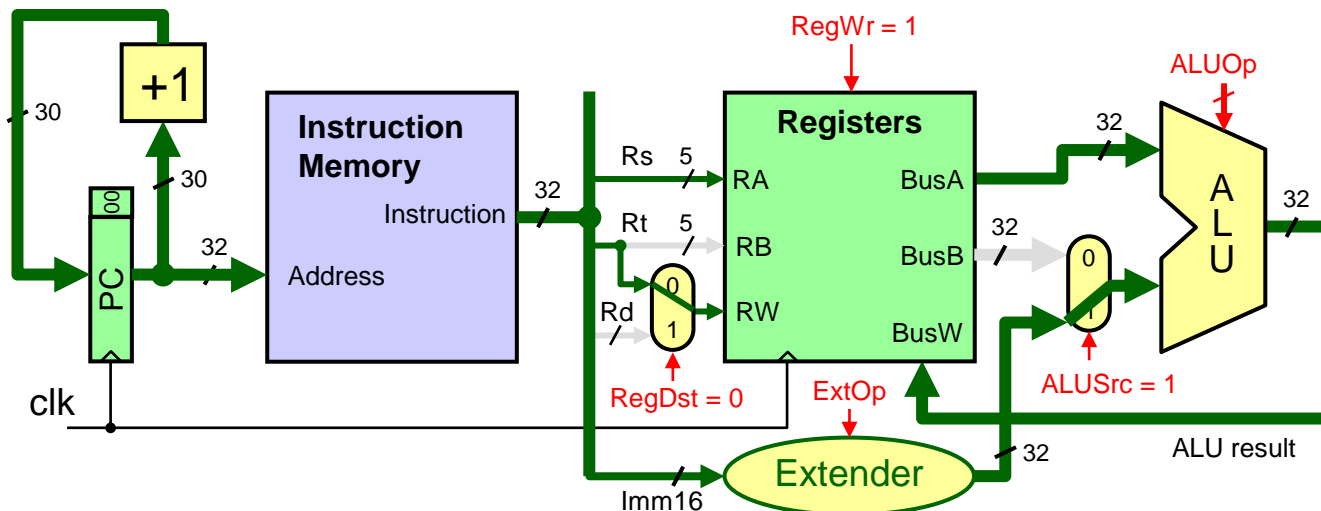 RegWr = 1
ALUOp
30
+1
30
00
PC
32
Instruction
Memory
Instruction
Address
32
Rs
5
Rt
5
Rd
0
1
RegDst = 0
Registers
RA
RB
RW
BusA
BusB
BusW
32
32
0
1
ALUSrc = 1
A
L
U
32
clk
ExtOp
Extender
Imm16
32
ALU result